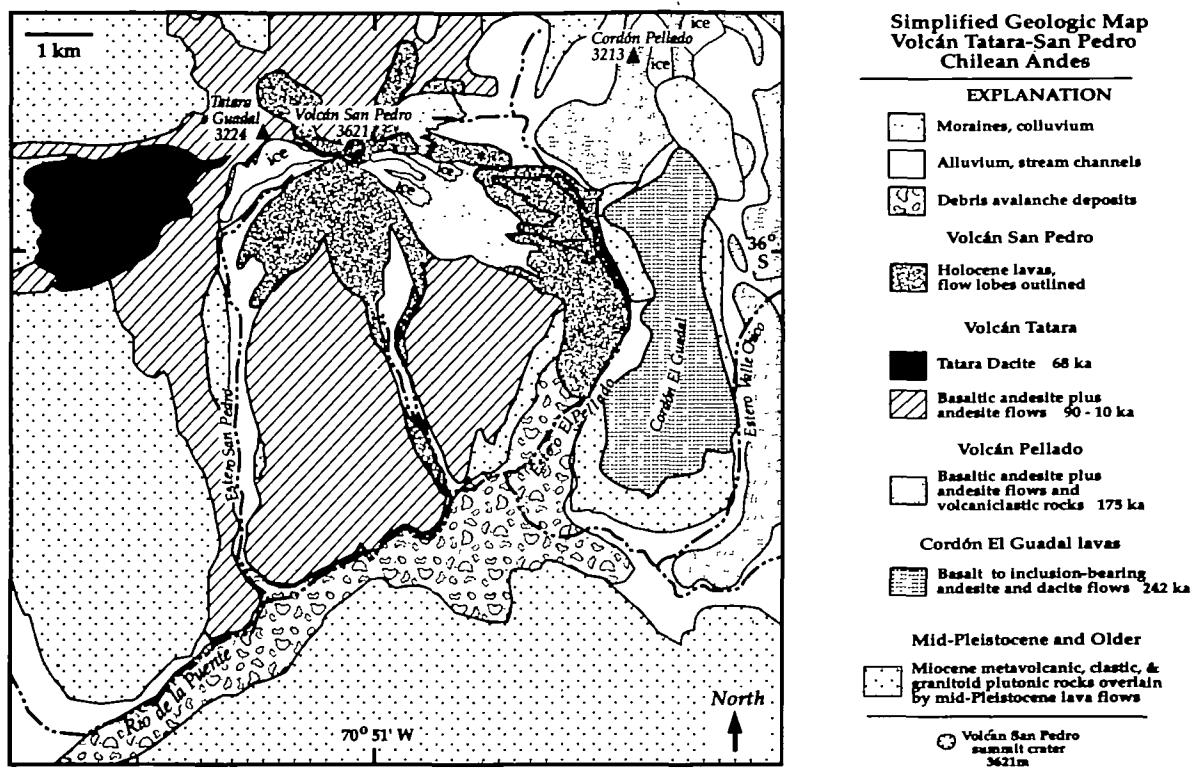 1 km
ice
Cordón Pellado
3213
ice
Tatara
Guadal
3224
Volcán San Pedro
3621
ice
ice
ice
36°
S
Estero San Pedro
Estero El Pellado
Cordón El Guadal
Estero Valle Chico
Río de la Puente
70° 51' W
North
Simplified Geologic Map
Volcán Tatara-San Pedro
Chilean Andes
EXPLANATION
Moraines, colluvium
Alluvium, stream channels
Debris avalanche deposits
Volcán San Pedro
Holocene lavas,
flow lobes outlined
Volcán Tatara
Tatara Dacite 68 ka
Basaltic andesite plus
andesite flows 90 - 10 ka
Volcán Pellado
Basaltic andesite plus
andesite flows and
volcaniclastic rocks 175 ka
Cordón El Guadal lavas
Basalt to inclusion-bearing
andesite and dacite flows 242 ka
Mid-Pleistocene and Older
Miocene metavolcanic, clastic, &
granitoid plutonic rocks overlain
by mid-Pleistocene lava flows
Volcán San Pedro
summit crater
3621m